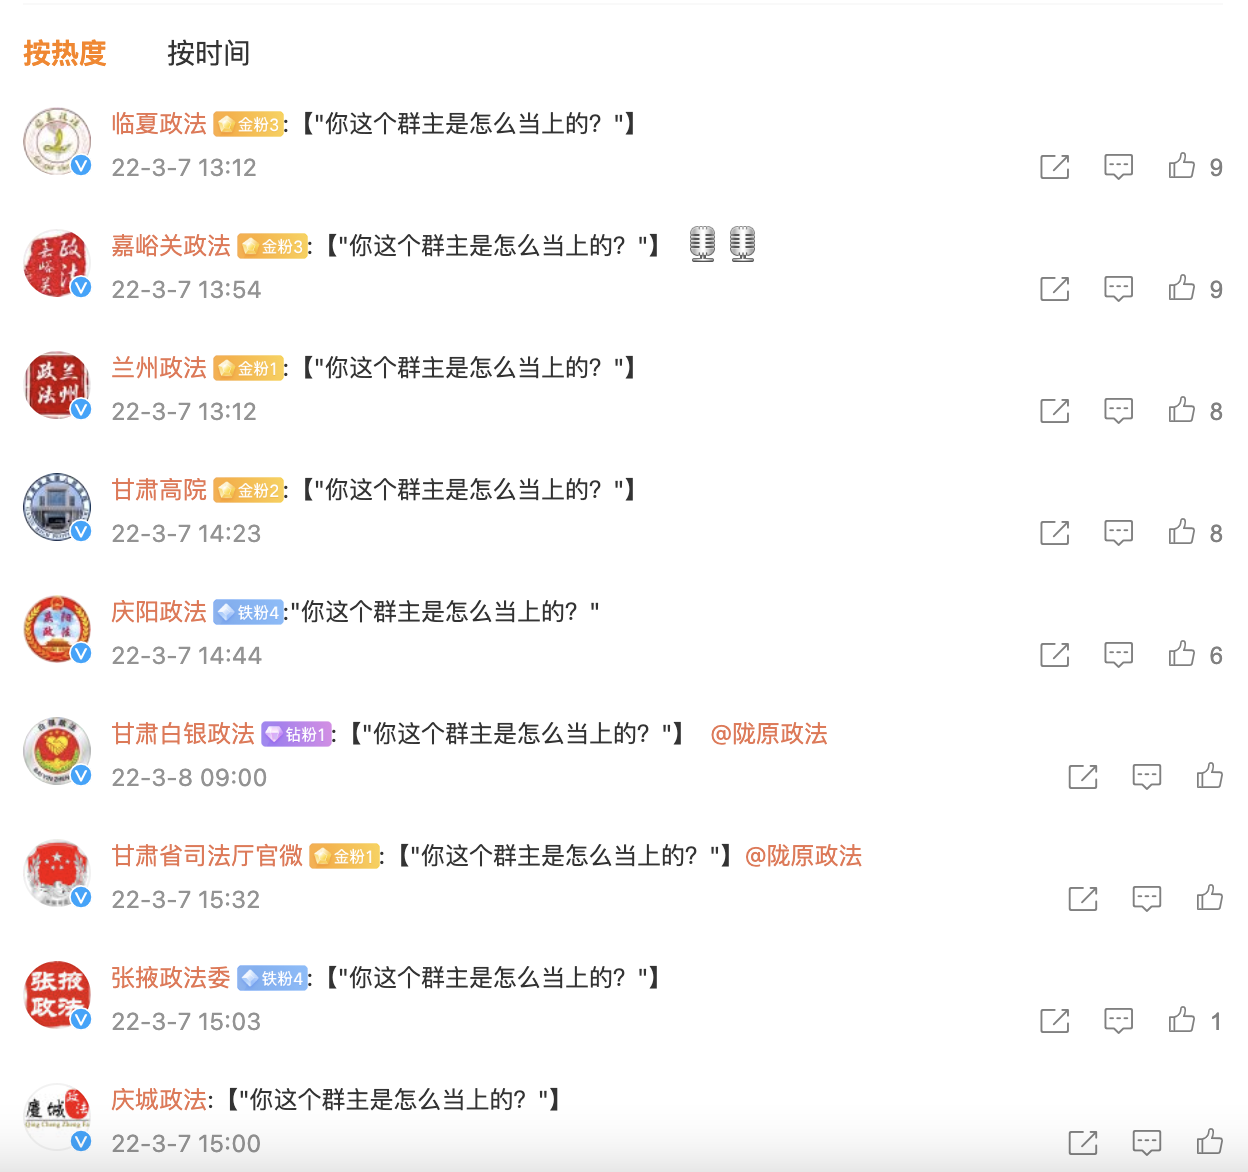 按热度 按时间
临夏政法 金粉3:【"你这个群主是怎么当上的？"】
22-3-7 13:12 9
嘉峪关政法 金粉3:【"你这个群主是怎么当上的？"】
22-3-7 13:54 9
兰州政法 金粉1:【"你这个群主是怎么当上的？"】
22-3-7 13:12 8
甘肃高院 金粉2:【"你这个群主是怎么当上的？"】
22-3-7 14:23 8
庆阳政法 铁粉4:"你这个群主是怎么当上的？"
22-3-7 14:44 6
甘肃白银政法 钻粉1:【"你这个群主是怎么当上的？"】 @陇原政法
22-3-8 09:00
甘肃省司法厅官微 金粉1:【"你这个群主是怎么当上的？"】@陇原政法
22-3-7 15:32
张掖政法委 铁粉4:【"你这个群主是怎么当上的？"】
22-3-7 15:03 1
庆城政法:【"你这个群主是怎么当上的？"】
22-3-7 15:00